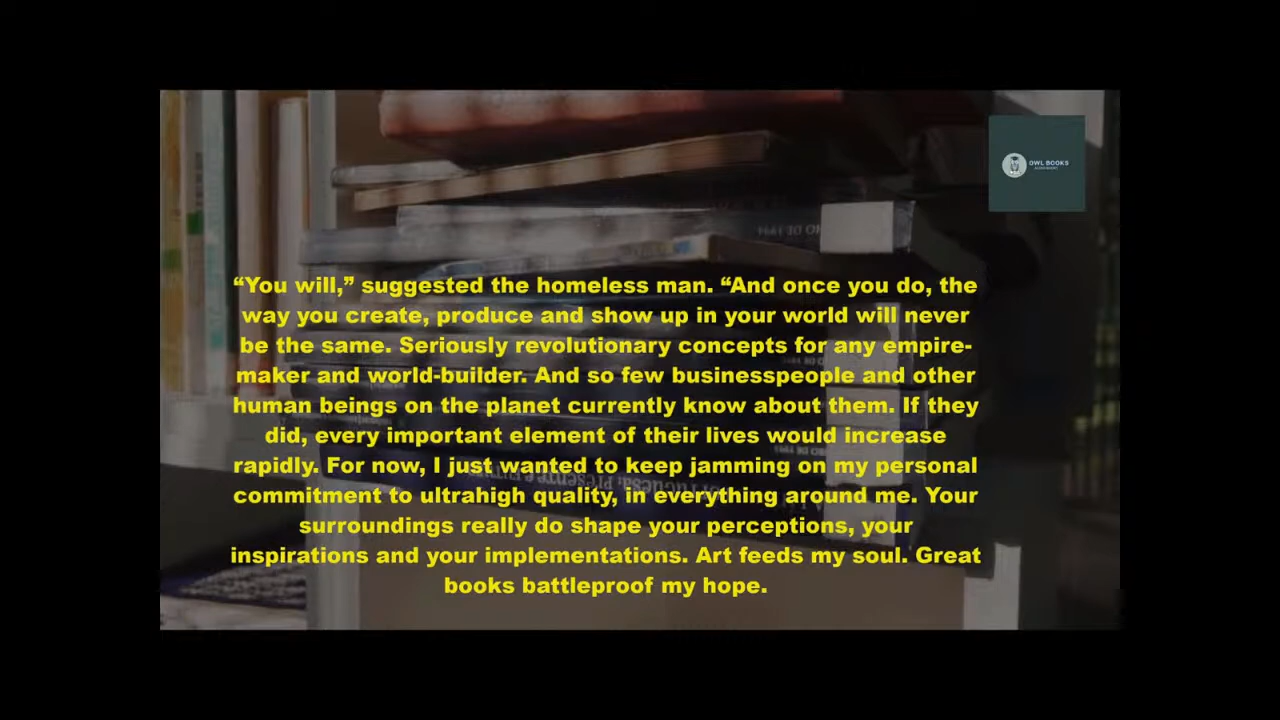 OWL BOOKS
“You will,” suggested the homeless man. “And once you do, the
way you create, produce and show up in your world will never
be the same. Seriously revolutionary concepts for any empire-
maker and world-builder. And so few businesspeople and other
human beings on the planet currently know about them. If they
did, every important element of their lives would increase
rapidly. For now, I just wanted to keep jamming on my personal
commitment to ultrahigh quality, in everything around me. Your
surroundings really do shape your perceptions, your
inspirations and your implementations. Art feeds my soul. Great
books battleproof my hope.